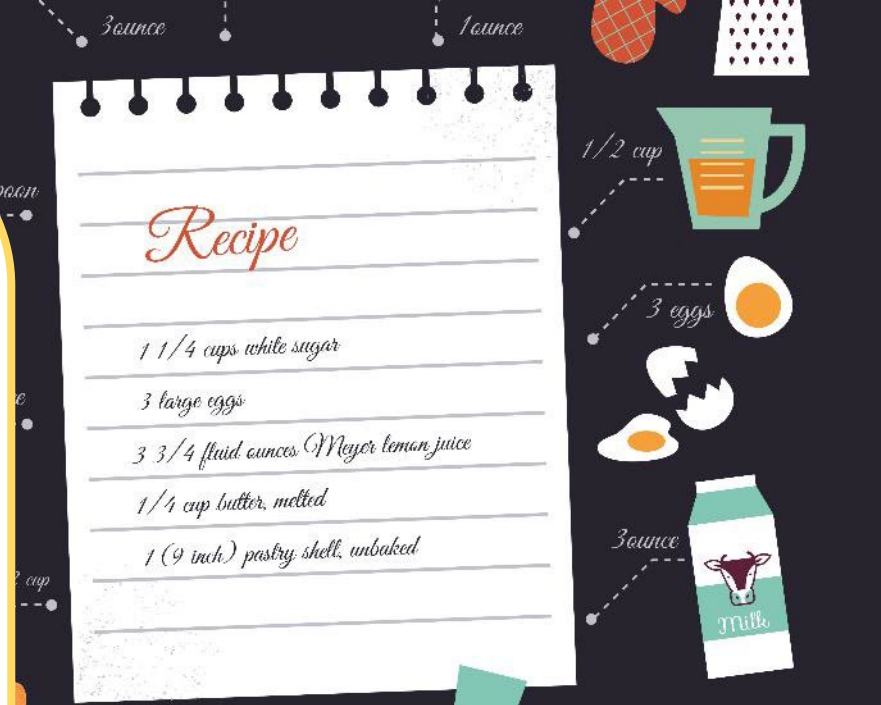 3ounce
1ounce
1/2 cup
Recipe
3 eggs
1 1/4 cups white sugar
3 large eggs
3 3/4 fluid ounces Meyer lemon juice
1/4 cup butter, melted
1 (9 inch) pastry shell, unbaked
3ounce
cup
Milk